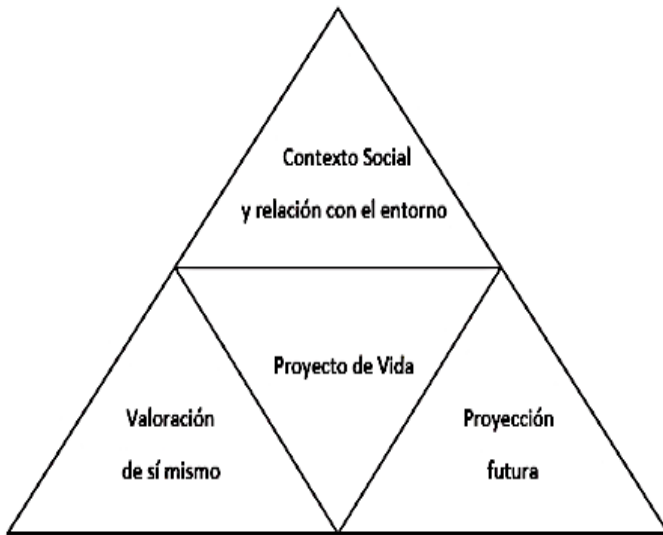 Contexto Social
y relación con el entorno
Proyecto de Vida
Valoración
de sí mismo
Proyección
futura